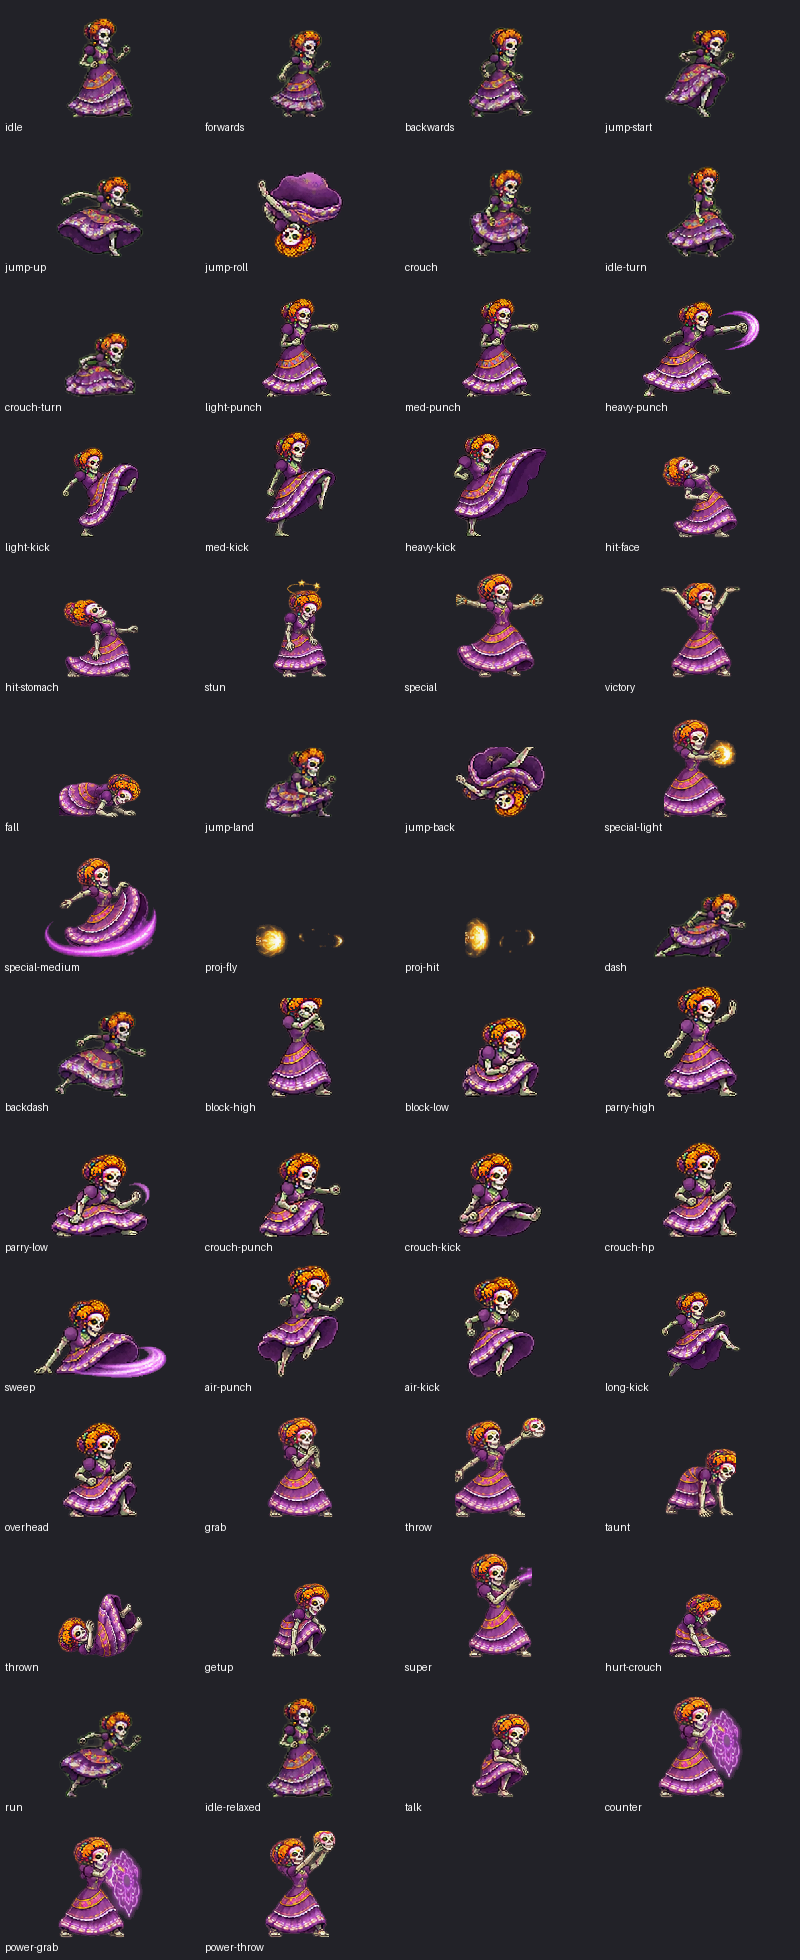 idle
forwards
backwards
jump-start
jump-up
jump-roll
crouch
idle-turn
crouch-turn
light-punch
med-punch
heavy-punch
light-kick
med-kick
heavy-kick
hit-face
hit-stomach
stun
special
victory
fall
jump-land
jump-back
special-light
special-medium
proj-fly
proj-hit
dash
backdash
block-high
block-low
parry-high
parry-low
crouch-punch
crouch-kick
crouch-hp
sweep
air-punch
air-kick
long-kick
overhead
grab
throw
taunt
thrown
getup
super
hurt-crouch
run
idle-relaxed
talk
counter
power-grab
power-throw